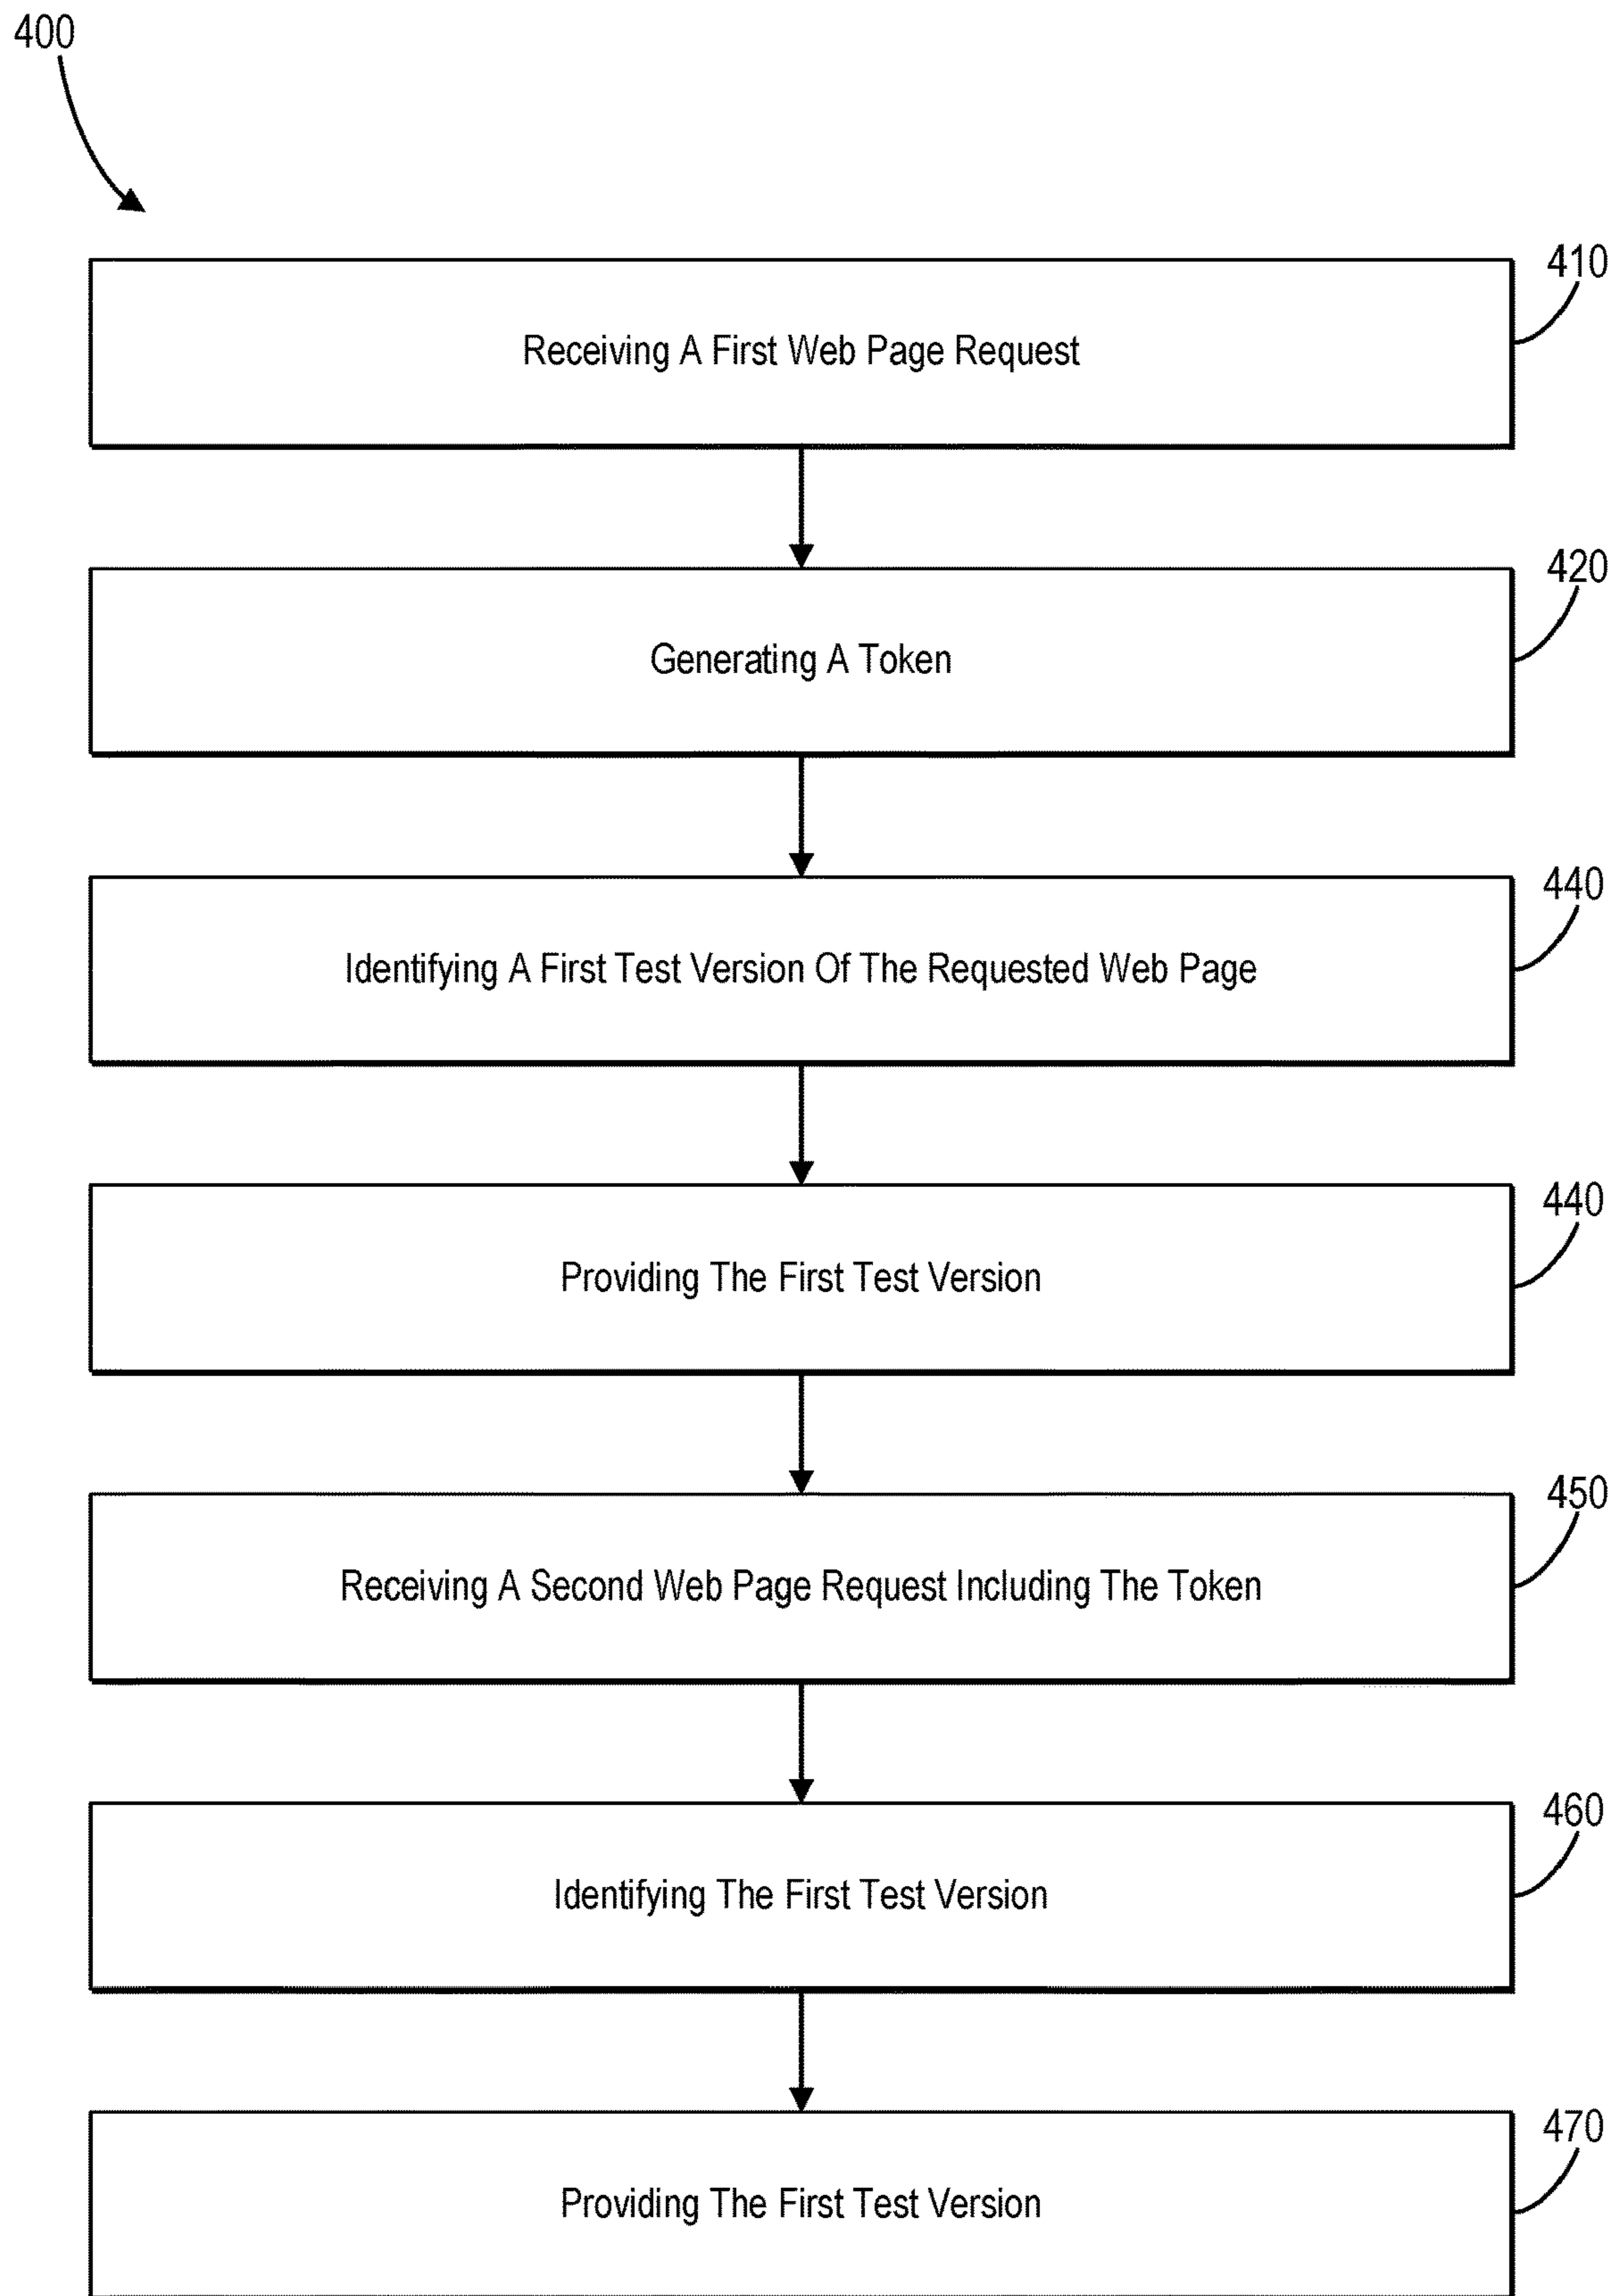 400
410
Receiving A First Web Page Request
420
Generating A Token
440
Identifying A First Test Version Of The Requested Web Page
440
Providing The First Test Version
450
Receiving A Second Web Page Request Including The Token
460
Identifying The First Test Version
470
Providing The First Test Version